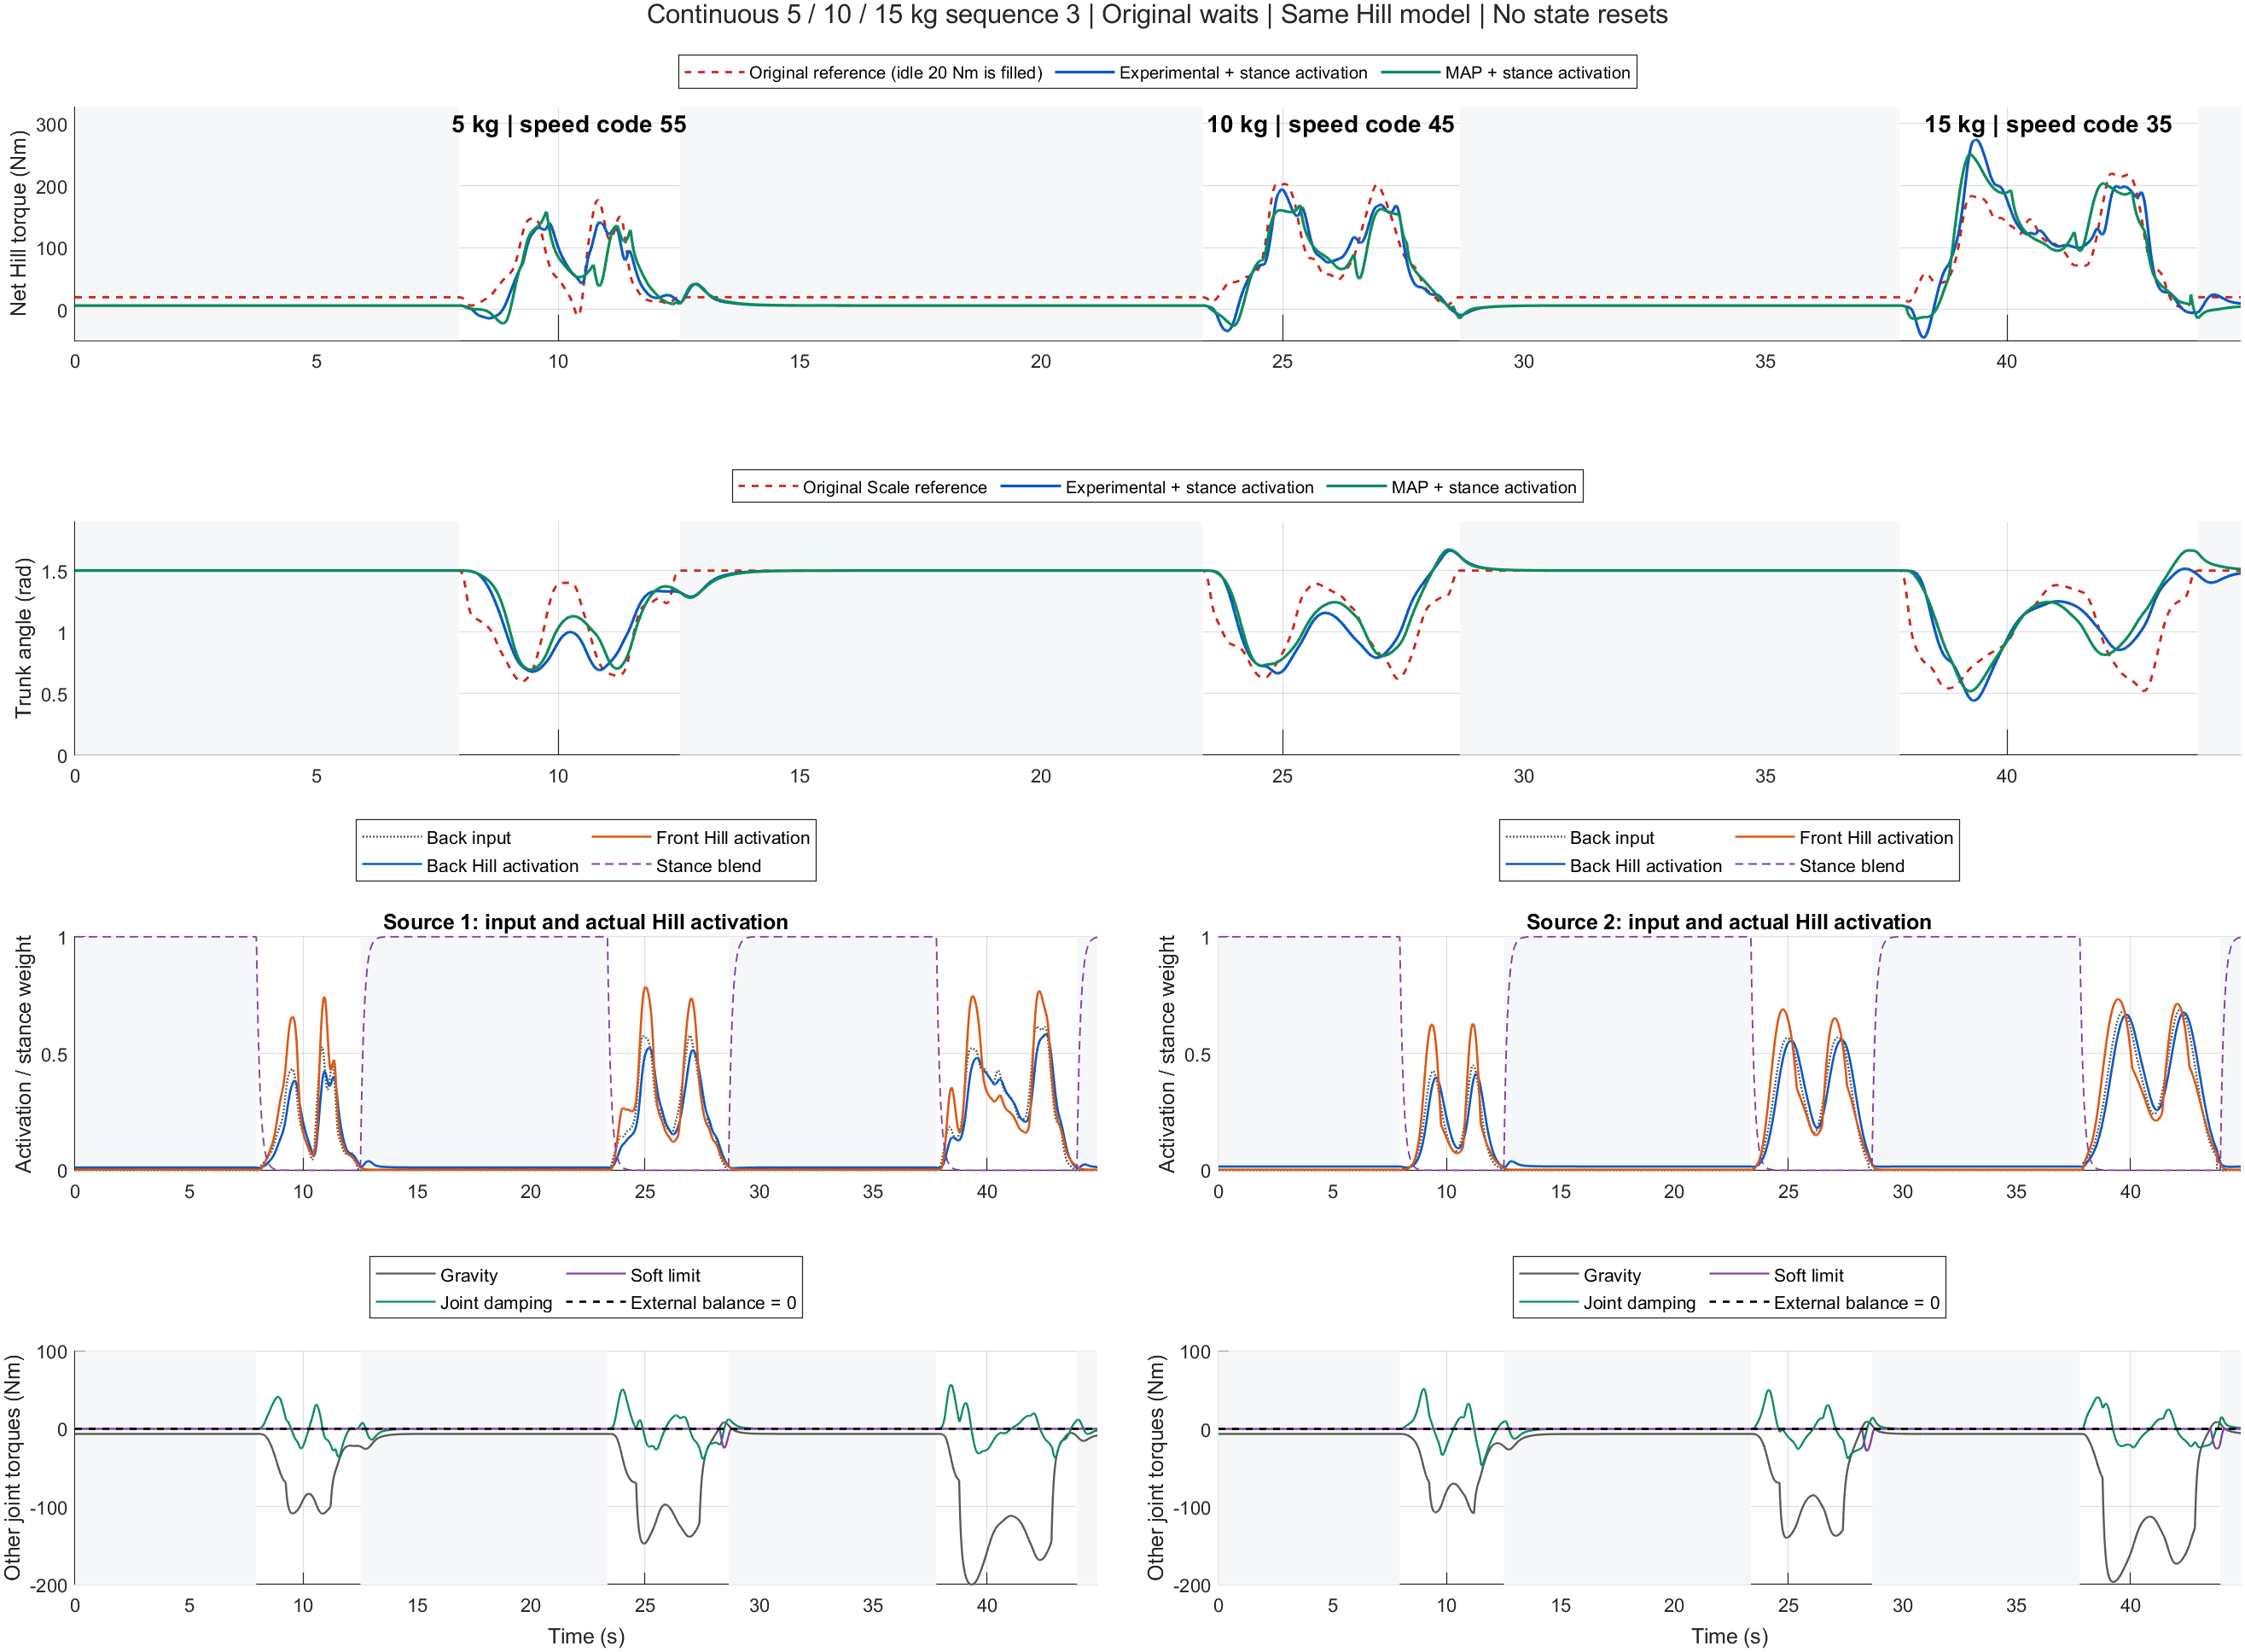 Continuous 5 / 10 / 15 kg sequence 3 | Original waits | Same Hill model | No state resets
Original reference (idle 20 Nm is filled) Experimental + stance activation MAP + stance activation
5 kg | speed code 55 10 kg | speed code 45 15 kg | speed code 35
Net Hill torque (Nm)
300
200
100
0
0 5 10 15 20 25 30 35 40
Original Scale reference Experimental + stance activation MAP + stance activation
Trunk angle (rad)
1.5
1
0.5
0
0 5 10 15 20 25 30 35 40
Back input Front Hill activation
Back Hill activation Stance blend
Source 1: input and actual Hill activation
Activation / stance weight
1
0.5
0
0 5 10 15 20 25 30 35 40
Back input Front Hill activation
Back Hill activation Stance blend
Source 2: input and actual Hill activation
Activation / stance weight
1
0.5
0
0 5 10 15 20 25 30 35 40
Gravity Soft limit
Joint damping External balance = 0
Other joint torques (Nm)
100
0
-100
-200
0 5 10 15 20 25 30 35 40
Time (s)
Gravity Soft limit
Joint damping External balance = 0
Other joint torques (Nm)
100
0
-100
-200
0 5 10 15 20 25 30 35 40
Time (s)